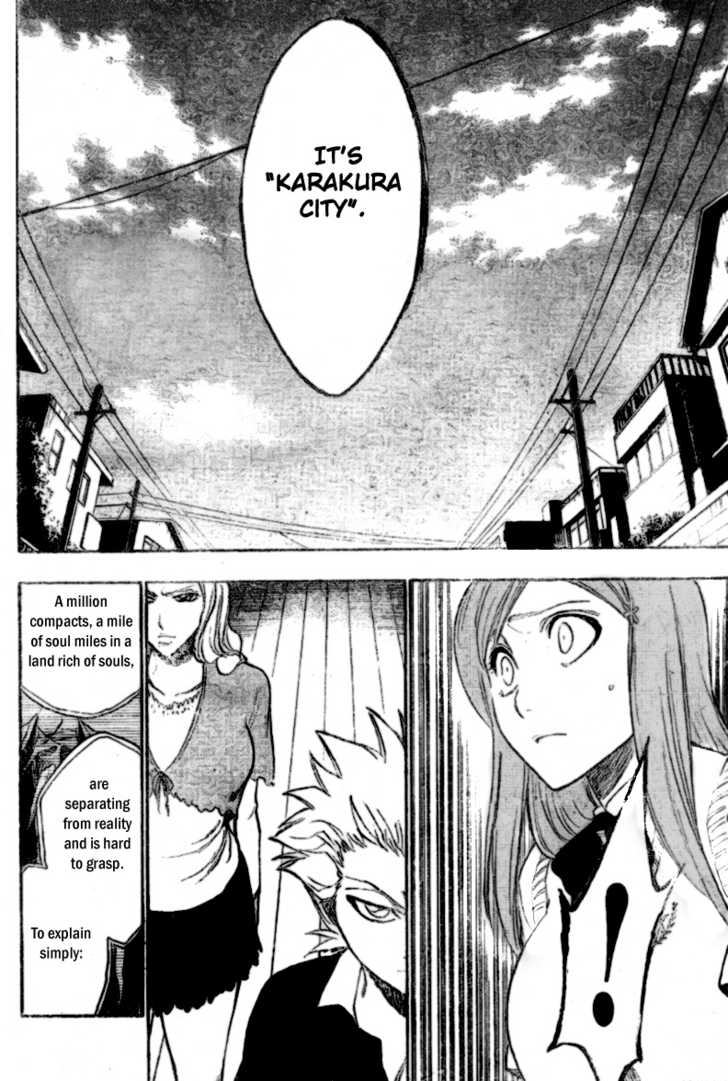 IT'S
"KARAKURA
CITY".
A million
compacts, a mile
of soul miles in a
land rich of souls,
are
separating
from reality
and is hard
to grasp.
To explain
simply:
!